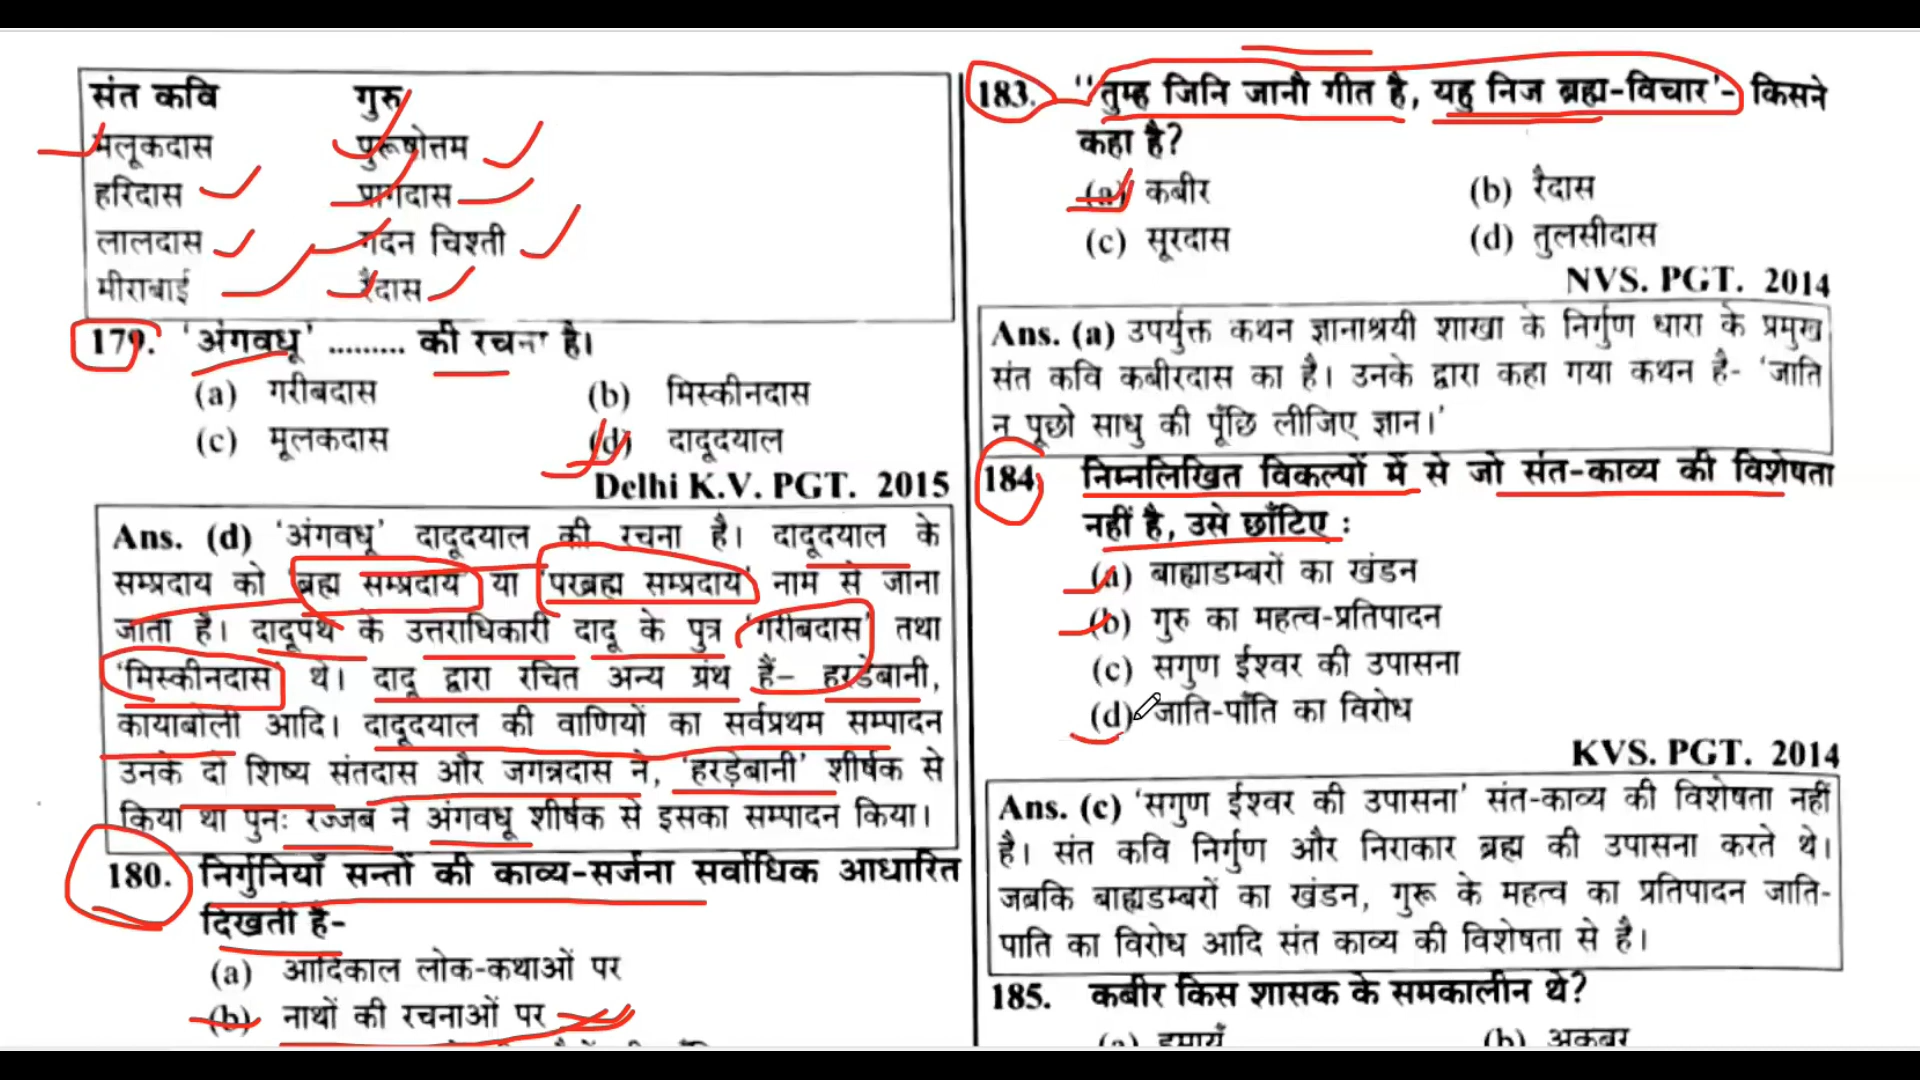 संत कवि गुरु
मलूकदास पुरूषोत्तम
हरिदास प्रागदास
लालदास गदन चिश्ती
मीराबाई रैदास
179. 'अंगवधू' ......... की रचना है।
(a) गरीबदास (b) मिस्कीनदास
(c) मूलकदास (d) दादूदयाल
Delhi K.V. PGT. 2015
Ans. (d) 'अंगवधू' दादूदयाल की रचना है। दादूदयाल के
सम्प्रदाय को 'ब्रह्म सम्प्रदाय' या 'परब्रह्म सम्प्रदाय' नाम से जाना
जाता है। दादूपंथ के उत्तराधिकारी दादू के पुत्र 'गरीबदास' तथा
'मिस्कीनदास' थे। दादू द्वारा रचित अन्य ग्रंथ हैं– हरडेबानी,
कायाबोली आदि। दादूदयाल की वाणियों का सर्वप्रथम सम्पादन
उनके दो शिष्य संतदास और जगन्नदास ने, 'हरड़ेबानी' शीर्षक से
किया था पुनः रज्जब ने अंगवधू शीर्षक से इसका सम्पादन किया।
180. निर्गुनियाँ सन्तों की काव्य-सर्जना सर्वाधिक आधारित
दिखती है-
(a) आदिकाल लोक-कथाओं पर
(b) नाथों की रचनाओं पर
183. "तुम्ह जिनि जानौ गीत है, यहु निज ब्रह्म-विचार'- किसने
कहा है?
(a) कबीर (b) रैदास
(c) सूरदास (d) तुलसीदास
NVS. PGT. 2014
Ans. (a) उपर्युक्त कथन ज्ञानाश्रयी शाखा के निर्गुण धारा के प्रमुख
संत कवि कबीरदास का है। उनके द्वारा कहा गया कथन है- 'जाति
न पूछो साधु की पूँछि लीजिए ज्ञान।'
184. निम्नलिखित विकल्पों में से जो संत-काव्य की विशेषता
नहीं है, उसे छाँटिए :
(a) बाह्याडम्बरों का खंडन
(b) गुरु का महत्व-प्रतिपादन
(c) सगुण ईश्वर की उपासना
(d) जाति-पाँति का विरोध
KVS. PGT. 2014
Ans. (c) 'सगुण ईश्वर की उपासना' संत-काव्य की विशेषता नहीं
है। संत कवि निर्गुण और निराकार ब्रह्म की उपासना करते थे।
जबकि बाह्यडम्बरों का खंडन, गुरू के महत्व का प्रतिपादन जाति-
पाति का विरोध आदि संत काव्य की विशेषता से है।
185. कबीर किस शासक के समकालीन थे?
(a) हुमायूँ (b) अकबर